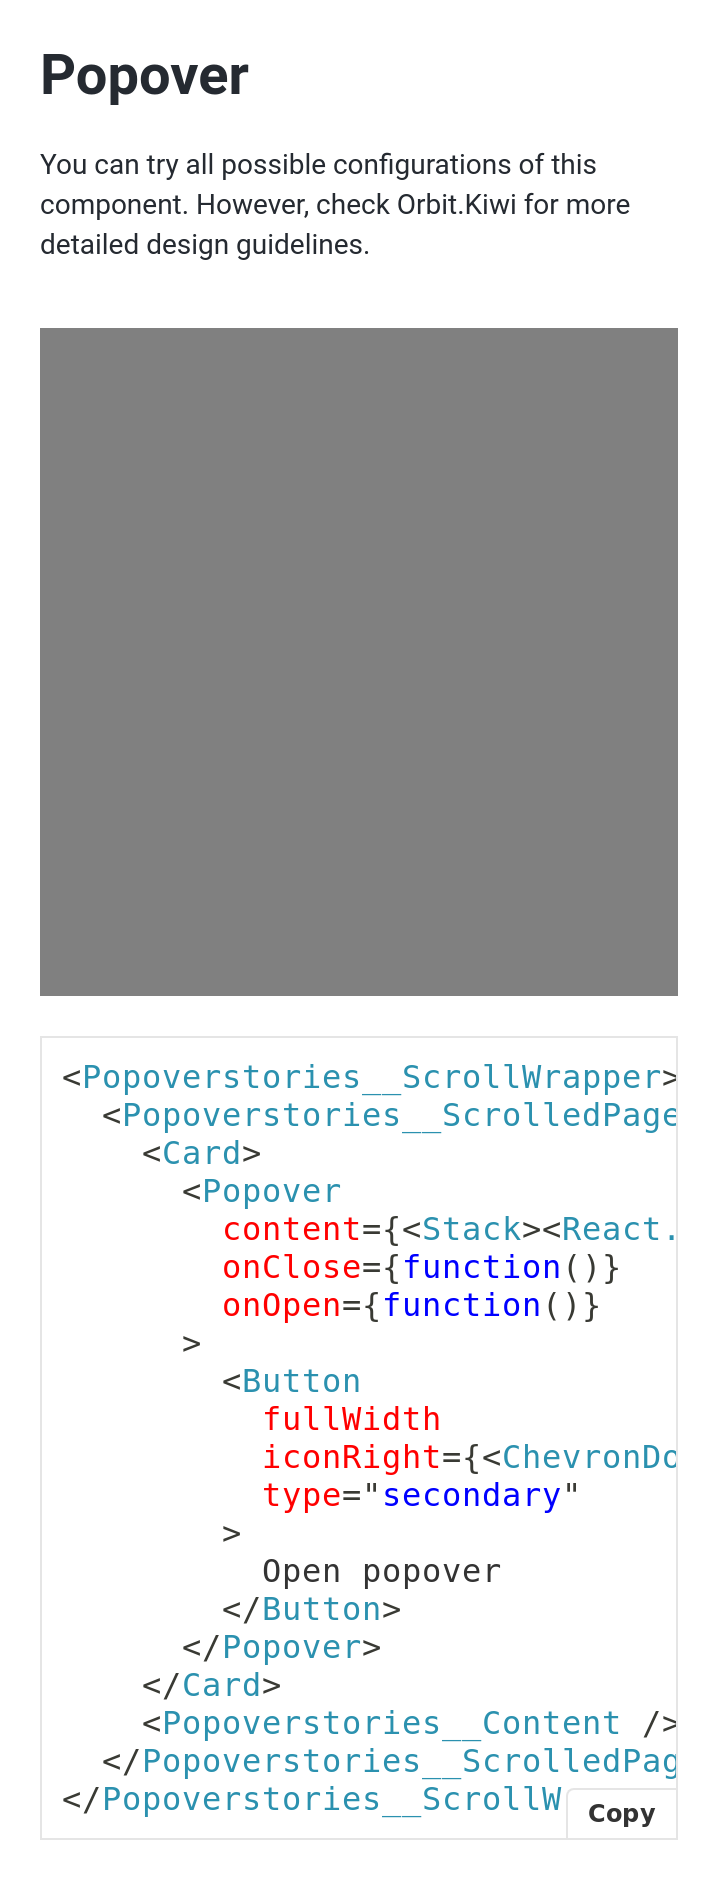 Popover
You can try all possible configurations of this
component. However, check Orbit.Kiwi for more
detailed design guidelines.
<Popoverstories__ScrollWrapper>
<Popoverstories__ScrolledPage
<Card>
<Popover
content={<Stack><React.
onClose={function()}
onOpen={function()}
>
<Button
fullWidth
iconRight={<ChevronDo
type="secondary"
>
Open popover
</Button>
</Popover>
</Card>
<Popoverstories__Content />
</Popoverstories__ScrolledPag
</Popoverstories__ScrollW
Copy